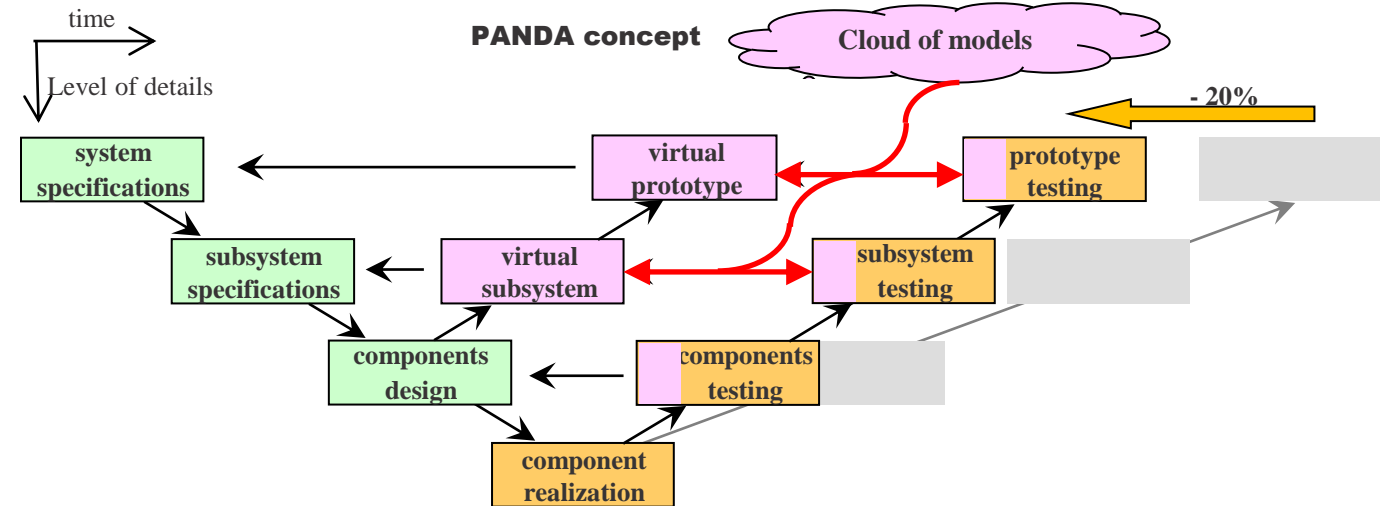 time
PANDA concept
Cloud of models
Level of details
- 20%
system
specifications
virtual
prototype
prototype
testing
subsystem
specifications
virtual
subsystem
subsystem
testing
components
design
components
testing
component
realization